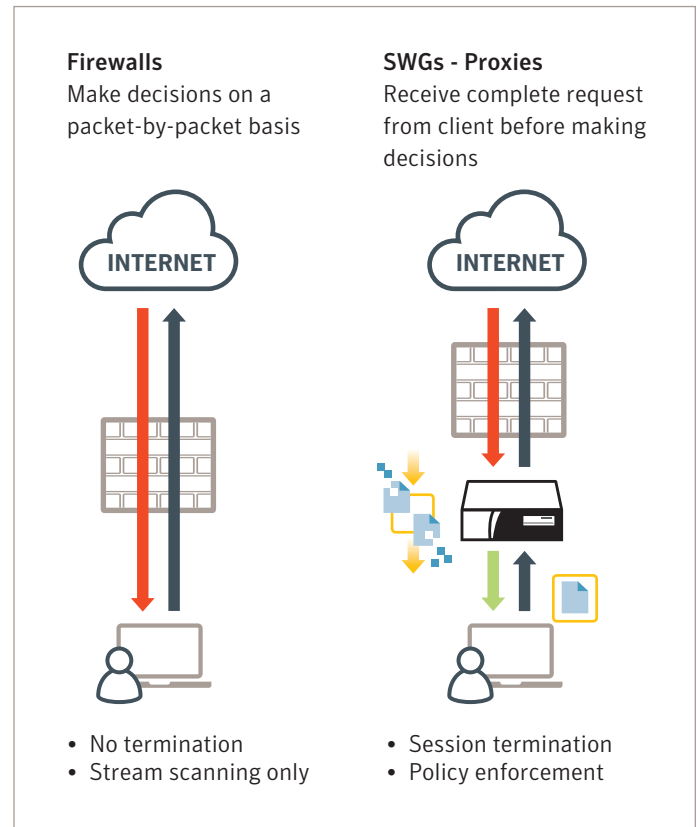 Firewalls
Make decisions on a
packet-by-packet basis
INTERNET
• No termination
• Stream scanning only
SWGs - Proxies
Receive complete request
from client before making
decisions
INTERNET
• Session termination
• Policy enforcement